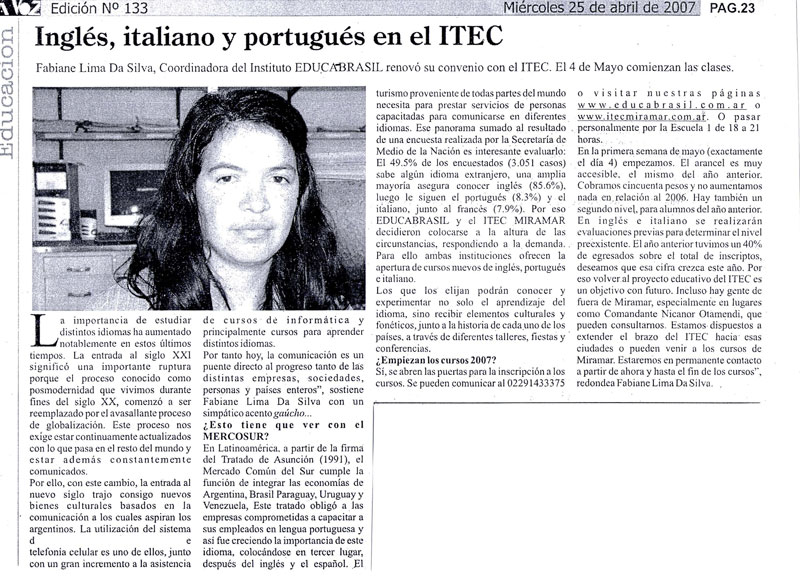 A Voz Edición Nº 133
Miércoles 25 de abril de 2007 PAG.23
Educación
Inglés, italiano y portugués en el ITEC
Fabiane Lima Da Silva, Coordinadora del Instituto EDUCABRASIL renovó su convenio con el ITEC. El 4 de Mayo comienzan las clases.
La importancia de estudiar
distintos idiomas ha aumentado
notablemente en estos últimos
tiempos. La entrada al siglo XXI
significó una importante ruptura
porque el proceso conocido como
posmodernidad que vivimos durante
fines del siglo XX, comenzó a ser
reemplazado por el avasallante proceso
de globalización. Este proceso nos
exige estar continuamente actualizados
con lo que pasa en el resto del mundo y
estar además constantemente
comunicados.
Por ello, con este cambio, la entrada al
nuevo siglo trajo consigo nuevos
bienes culturales basados en la
comunicación a los cuales aspiran los
argentinos. La utilización del sistema
d e
telefonía celular es uno de ellos, junto
con un gran incremento a la asistencia
de cursos de informática y
principalmente cursos para aprender
distintos idiomas.
Por tanto hoy, la comunicación es un
puente directo al progreso tanto de las
distintas empresas, sociedades,
personas y países enteros”, sostiene
Fabiane Lima Da Silva con un
simpático acento gaúcho...
¿Esto tiene que ver con el
MERCOSUR?
En Latinoamérica, a partir de la firma
del Tratado de Asunción (1991), el
Mercado Común del Sur cumple la
función de integrar las economías de
Argentina, Brasil Paraguay, Uruguay y
Venezuela, Este tratado obligó a las
empresas comprometidas a capacitar a
sus empleados en lengua portuguesa y
así fue creciendo la importancia de este
idioma, colocándose en tercer lugar,
después del inglés y el español. El
turismo proveniente de todas partes del mundo
necesita para prestar servicios de personas
capacitadas para comunicarse en diferentes
idiomas. Ese panorama sumado al resultado
de una encuesta realizada por la Secretaría de
Medio de la Nación es interesante evaluarlo:
El 49.5% de los encuestados (3.051 casos)
sabe algún idioma extranjero, una amplia
mayoría asegura conocer inglés (85.6%),
luego le siguen el portugués (8.3%) y el
italiano, junto al francés (7.9%). Por eso
EDUCABRASIL y el ITEC MIRAMAR
decidieron colocarse a la altura de las
circunstancias, respondiendo a la demanda.
Para ello ambas instituciones ofrecen la
apertura de cursos nuevos de inglés, portugués
e italiano.
Los que los elijan podrán conocer y
experimentar no solo el aprendizaje del
idioma, sino recibir elementos culturales y
fonéticos, junto a la historia de cada uno de los
países, a través de diferentes talleres, fiestas y
conferencias.
¿Empiezan los cursos 2007?
Sí, se abren las puertas para la inscripción a los
cursos. Se pueden comunicar al 02291433375
o visitar nuestras páginas
www.educabrasil.com.ar o
www.itecmiramar.com.ar. O pasar
personalmente por la Escuela 1 de 18 a 21
horas.
En la primera semana de mayo (exactamente
el día 4) empezamos. El arancel es muy
accesible, el mismo del año anterior.
Cobramos cincuenta pesos y no aumentamos
nada en relación al 2006. Hay también un
segundo nivel, para alumnos del año anterior.
En inglés e italiano se realizarán
evaluaciones previas para determinar el nivel
preexistente. El año anterior tuvimos un 40%
de egresados sobre el total de inscriptos,
deseamos que esa cifra crezca este año. Por
eso volver al proyecto educativo del ITEC es
un objetivo con futuro. Incluso hay gente de
fuera de Miramar, especialmente en lugares
como Comandante Nicanor Otamendi, que
pueden consultarnos. Estamos dispuestos a
extender el brazo del ITEC hacia esas
ciudades o pueden venir a los cursos de
Miramar. Estaremos en permanente contacto
a partir de ahora y hasta el fin de los cursos”,
redondea Fabiane Lima Da Silva.